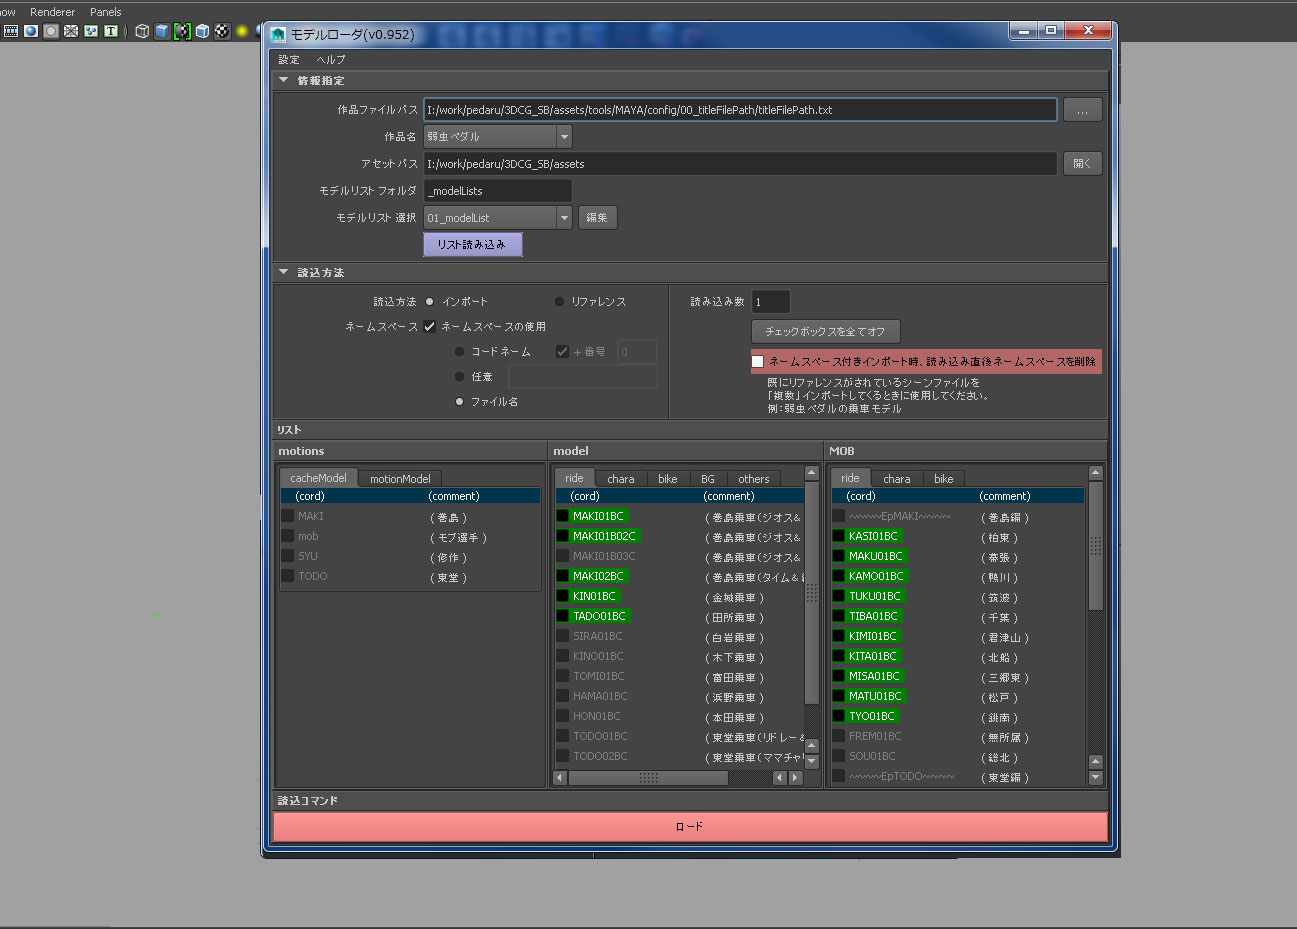 ow Renderer Panels
モデルローダ(v0.952)
設定 ヘルプ
情報指定
作品ファイルパス I:/work/pedaru/3DCG_SB/assets/tools/MAYA/config/00_titleFilePath/titleFilePath.txt ...
作品名 弱虫ペダル
アセットパス I:/work/pedaru/3DCG_SB/assets 開く
モデルリスト フォルダ _modelLists
モデルリスト 選択 01_modelList 編集
リスト読み込み
読込方法
読込方法 インポート リファレンス 読み込み数 1
ネームスペース ネームスペースの使用
チェックボックスを全てオフ
コードネーム +番号 0
ネームスペース付きインポート時、読み込み直後ネームスペースを削除
任意
既にリファレンスがされているシーンファイルを
「複数」インポートしてくるときに使用してください。
ファイル名
例:弱虫ペダルの乗車モデル
リスト
motions
cacheModel motionModel
(cord) (comment)
MAKI (巻島)
mob (モブ選手)
SYU (修作)
TODO (東堂)
model
ride chara bike BG others
(cord) (comment)
MAKI01BC (巻島乗車(ジオス&
MAKI01B02C (巻島乗車(ジオス&
MAKI01B03C (巻島乗車(ジオス&
MAKI02BC (巻島乗車(タイム&
KIN01BC (金城乗車)
TADO01BC (田所乗車)
SIRA01BC (白岩乗車)
KINO01BC (木下乗車)
TOMI01BC (富田乗車)
HAMA01BC (浜野乗車)
HON01BC (本田乗車)
TODO01BC (東堂乗車(リドレー&
TODO02BC (東堂乗車(ママチャリ
MOB
ride chara bike
(cord) (comment)
~~~~EpMAKI~~~~ (巻島編)
KASI01BC (柏東)
MAKU01BC (幕張)
KAMO01BC (鴨川)
TUKU01BC (筑波)
TIBA01BC (千葉)
KIMI01BC (君津山)
KITA01BC (北船)
MISA01BC (三郷東)
MATU01BC (松戸)
TYO01BC (銚南)
FREM01BC (無所属)
SOU01BC (総北)
~~~~EpTODO~~~~ (東堂編)
読込コマンド
ロード